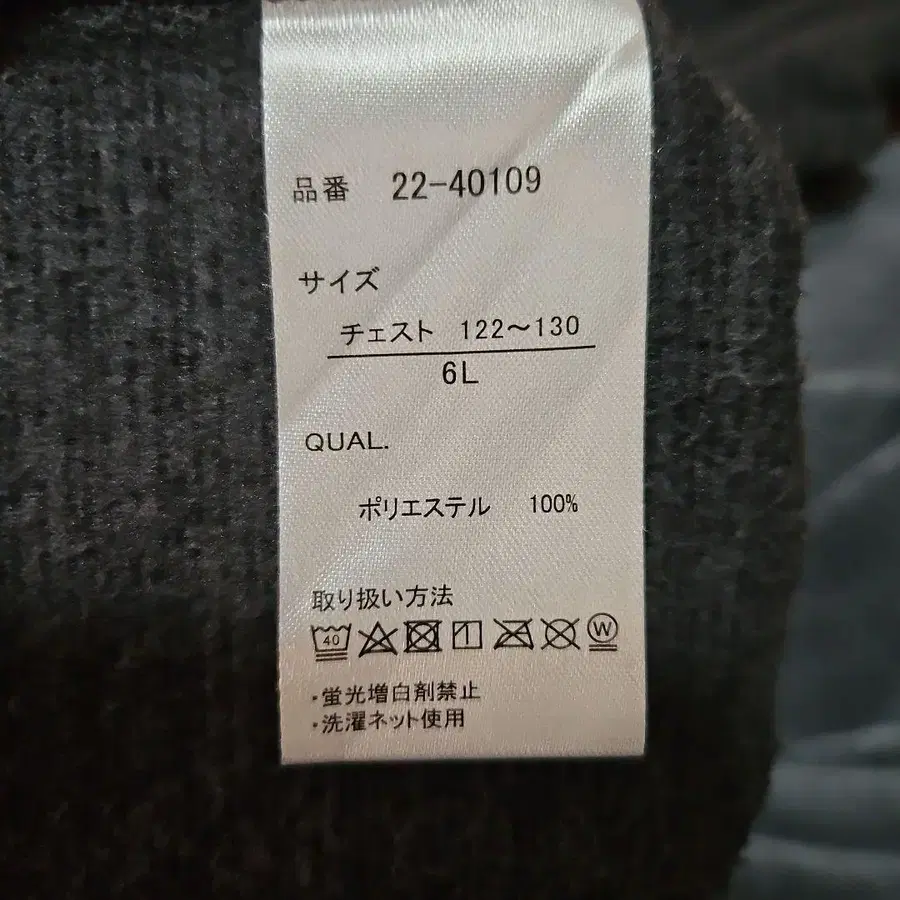 品番 22-40109
サイズ
チェスト 122～130
6L
QUAL.
ポリエステル 100%
取り扱い方法
40 W
・蛍光増白剤禁止
・洗濯ネット使用